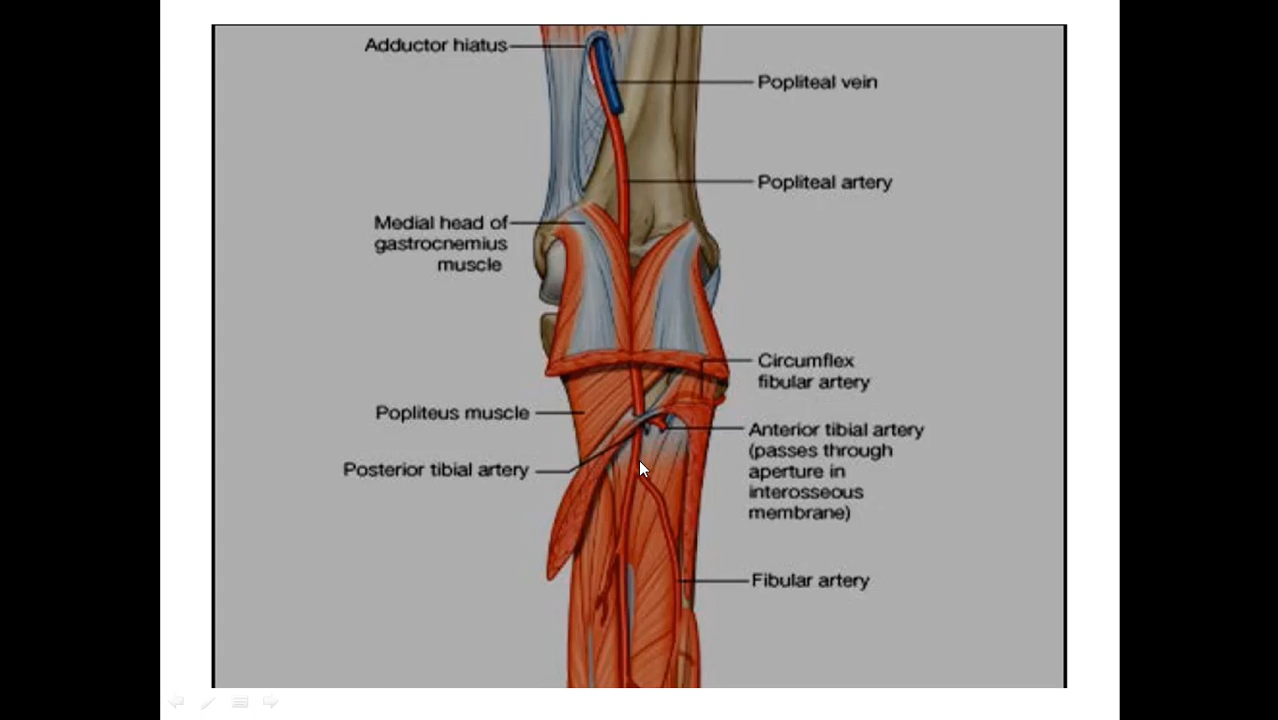 Adductor hiatus
Popliteal vein
Popliteal artery
Medial head of
gastrocnemius
muscle
Circumflex
fibular artery
Popliteus muscle
Anterior tibial artery
(passes through
aperture in
interosseous
membrane)
Posterior tibial artery
Fibular artery